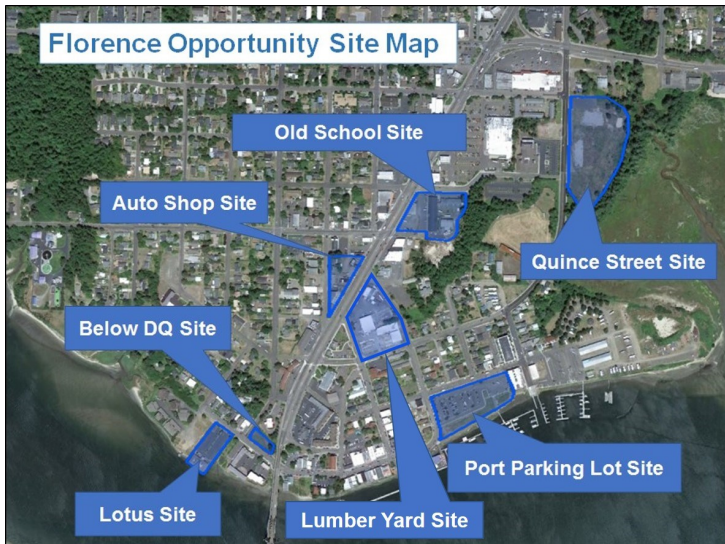 Florence Opportunity Site Map
Old School Site
Auto Shop Site
Quince Street Site
Below DQ Site
Port Parking Lot Site
Lotus Site
Lumber Yard Site